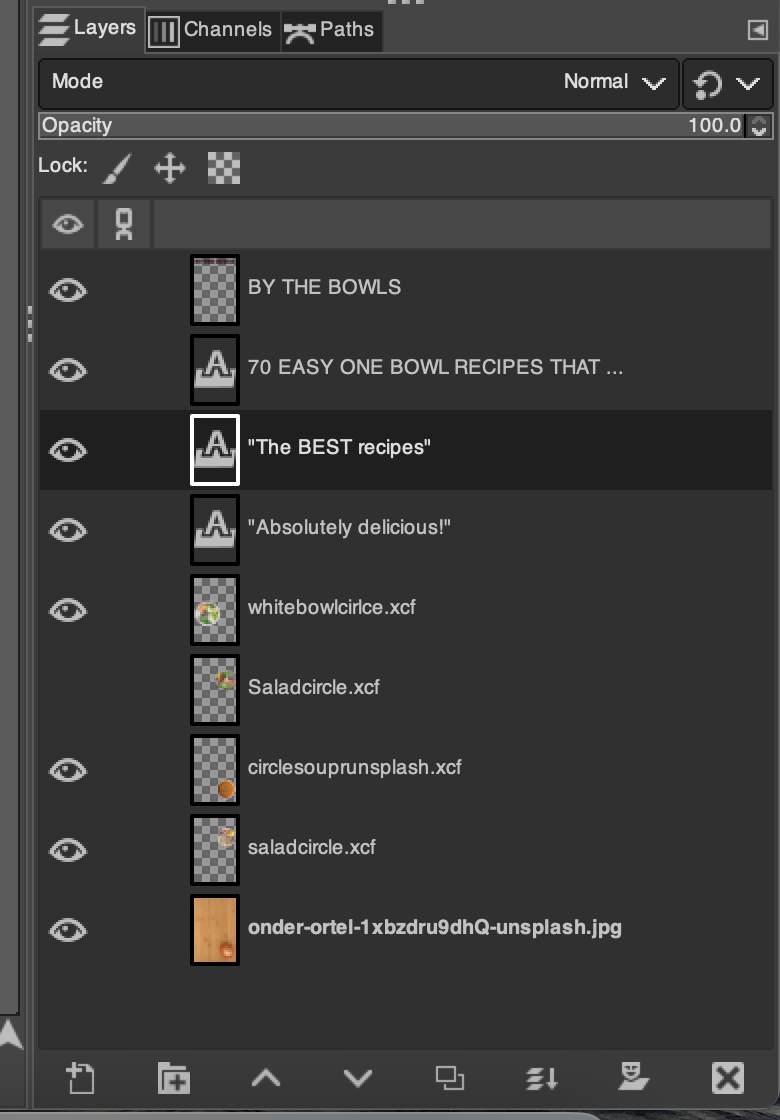 Layers Channels Paths
Mode Normal
Opacity 100.0
Lock:
BY THE BOWLS
70 EASY ONE BOWL RECIPES THAT ...
"The BEST recipes"
"Absolutely delicious!"
whitebowlcirlce.xcf
Saladcircle.xcf
circlesouprunsplash.xcf
saladcircle.xcf
onder-ortel-1xbzdru9dhQ-unsplash.jpg